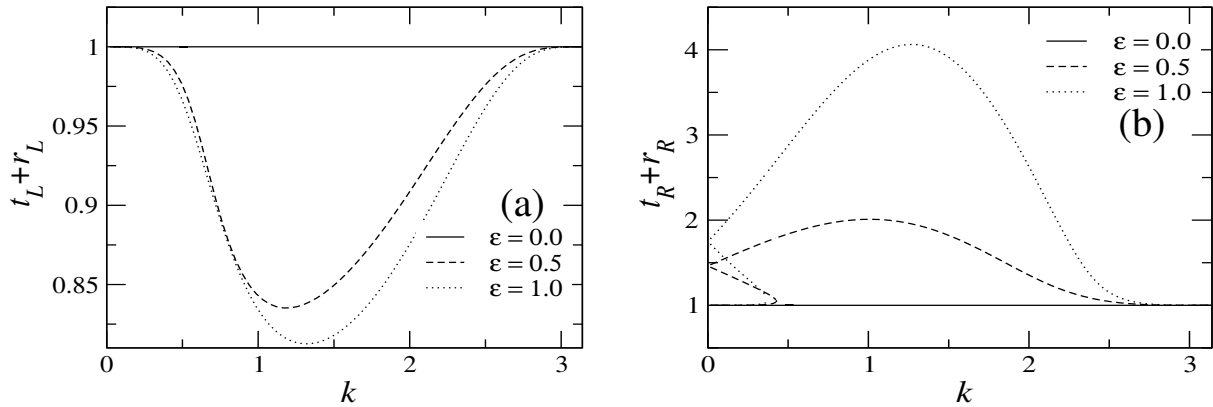 1
0.95
0.9
0.85
t_L+r_L
(a)
ε = 0.0
ε = 0.5
ε = 1.0
0 1 2 3
k
4
3
2
1
t_R+r_R
ε = 0.0
ε = 0.5
ε = 1.0
(b)
0 1 2 3
k